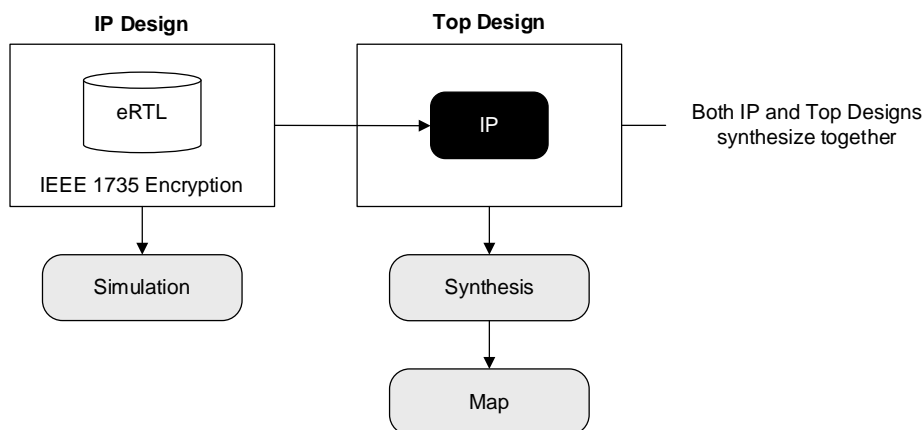 IP Design
Top Design
eRTL
IEEE 1735 Encryption
IP
Both IP and Top Designs
synthesize together
Simulation
Synthesis
Map